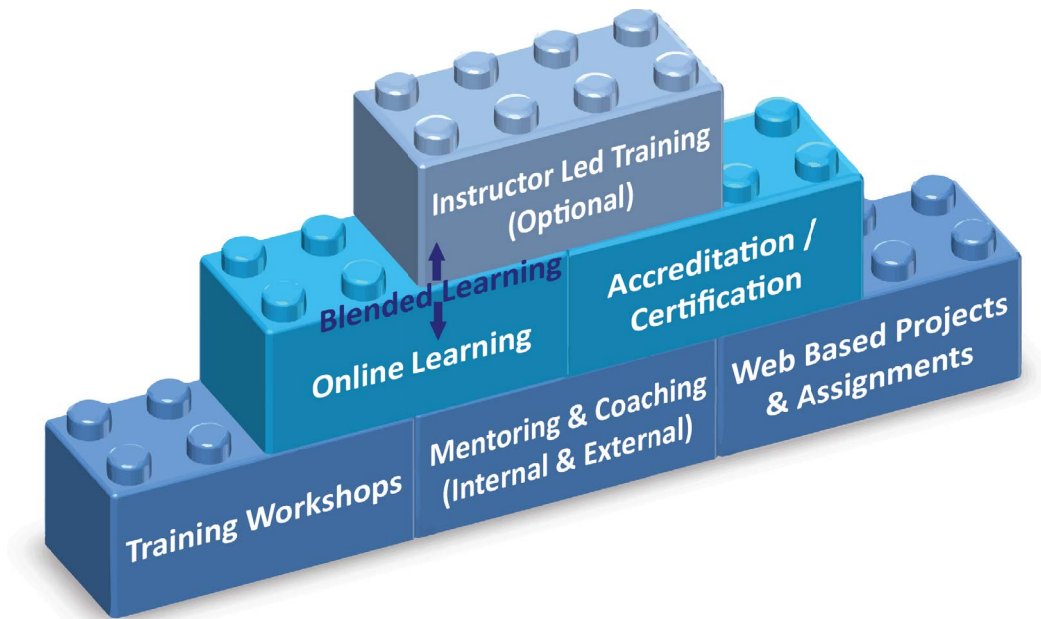 Instructor Led Training
(Optional)
Blended Learning
Online Learning
Accreditation /
Certification
Training Workshops
Mentoring & Coaching
(Internal & External)
Web Based Projects
& Assignments